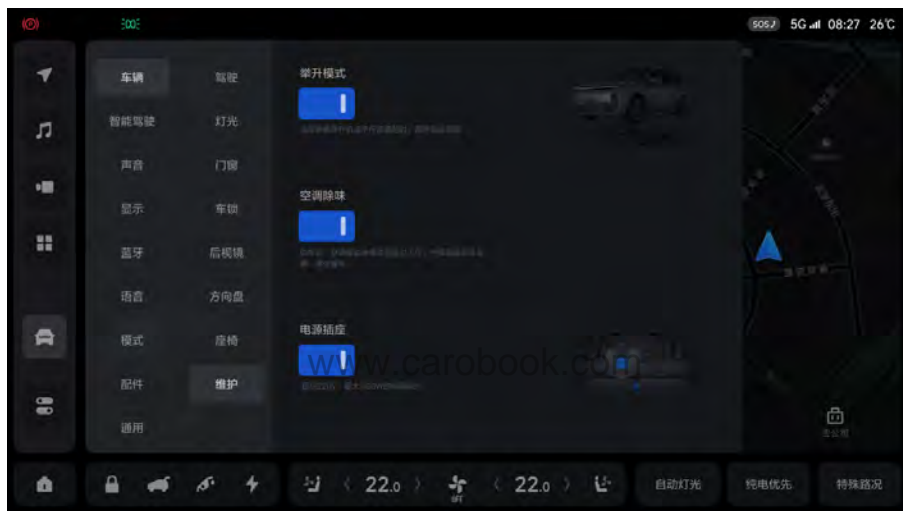 SOS 5G 08:27 26℃
车辆
智能驾驶
声音
显示
蓝牙
语音
模式
配件
通用
驾驶
灯光
门窗
车锁
后视镜
方向盘
座椅
维护
举升模式
空调除味
电源插座
www.carobook.com
去公司
22.0
OFF
22.0
自动灯光
纯电优先
特殊路况